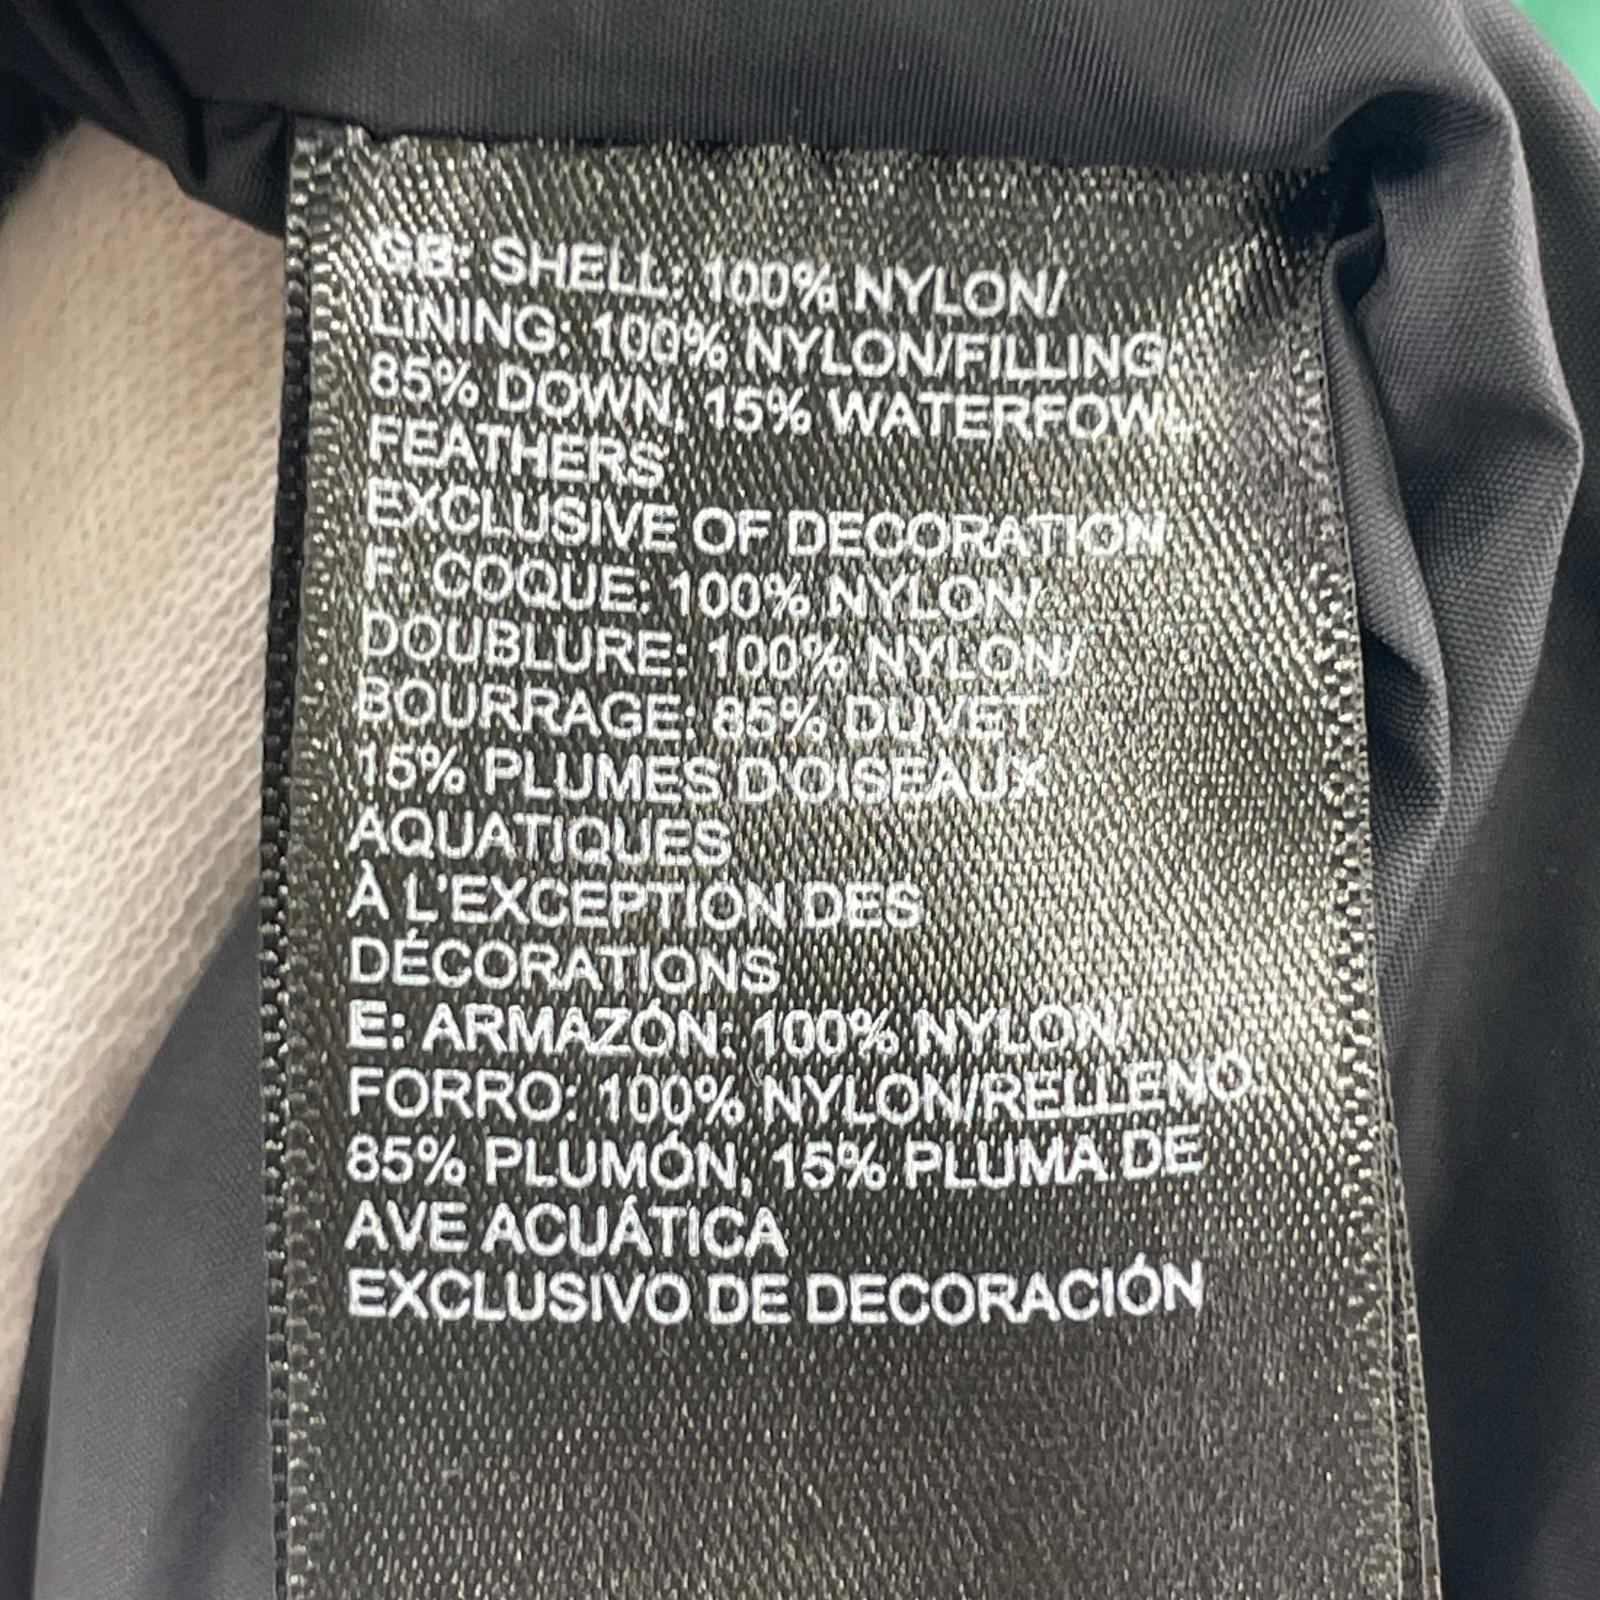 GB: SHELL: 100% NYLON/
LINING: 100% NYLON/FILLING:
85% DOWN, 15% WATERFOWL
FEATHERS
EXCLUSIVE OF DECORATION
F: COQUE: 100% NYLON/
DOUBLURE: 100% NYLON/
BOURRAGE: 85% DUVET,
15% PLUMES D'OISEAUX
AQUATIQUES
À L'EXCEPTION DES
DÉCORATIONS
E: ARMAZÓN: 100% NYLON/
FORRO: 100% NYLON/RELLENO:
85% PLUMÓN, 15% PLUMA DE
AVE ACUÁTICA
EXCLUSIVO DE DECORACIÓN